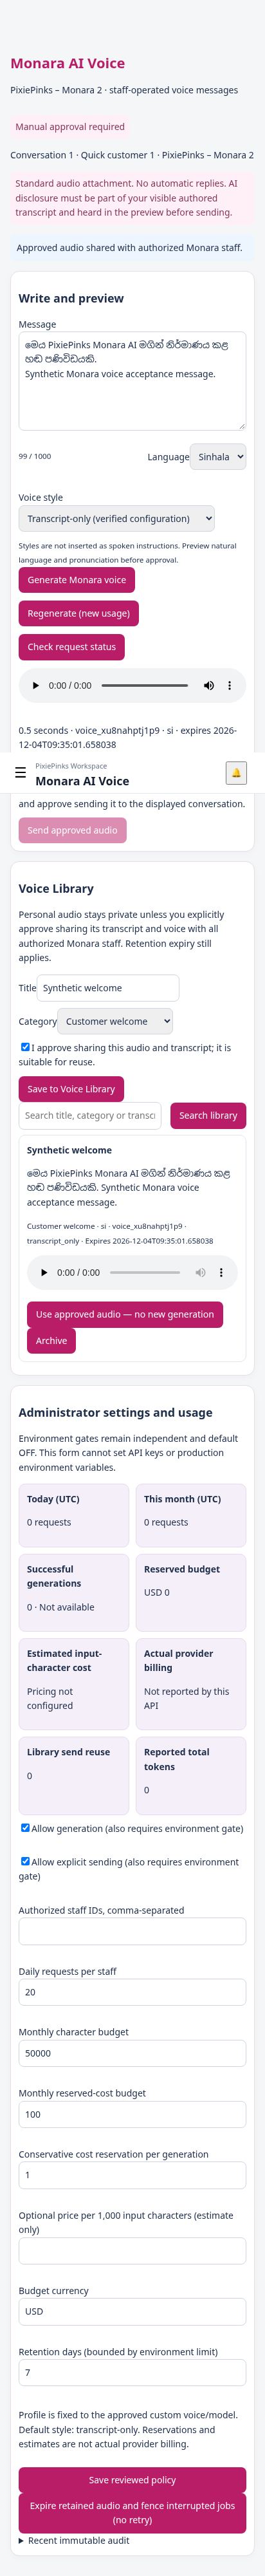 Monara AI Voice
PixiePinks – Monara 2 · staff-operated voice messages
Manual approval required
Conversation 1 · Quick customer 1 · PixiePinks – Monara 2
Standard audio attachment. No automatic replies. AI
disclosure must be part of your visible authored
transcript and heard in the preview before sending.
Approved audio shared with authorized Monara staff.
Write and preview
Message
මෙය PixiePinks Monara AI මගින් නිර්මාණය කළ
හඬ පණිවිඩයකි.
Synthetic Monara voice acceptance message.
99 / 1000
Language
Sinhala
Voice style
Transcript-only (verified configuration)
Styles are not inserted as spoken instructions. Preview natural
language and pronunciation before approval.
Generate Monara voice
Regenerate (new usage)
Check request status
0:00 / 0:00
0.5 seconds · voice_xu8nahptj1p9 · si · expires 2026-
12-04T09:35:01.658038
☰
PixiePinks Workspace
Monara AI Voice
and approve sending it to the displayed conversation.
Send approved audio
Voice Library
Personal audio stays private unless you explicitly
approve sharing its transcript and voice with all
authorized Monara staff. Retention expiry still
applies.
Title
Synthetic welcome
Category
Customer welcome
I approve sharing this audio and transcript; it is
suitable for reuse.
Save to Voice Library
Search title, category or transcı
Search library
Synthetic welcome
මෙය PixiePinks Monara AI මගින් නිර්මාණය කළ
හඬ පණිවිඩයකි. Synthetic Monara voice
acceptance message.
Customer welcome · si · voice_xu8nahptj1p9 ·
transcript_only · Expires 2026-12-04T09:35:01.658038
0:00 / 0:00
Use approved audio — no new generation
Archive
Administrator settings and usage
Environment gates remain independent and default
OFF. This form cannot set API keys or production
environment variables.
Today (UTC)
0 requests
This month (UTC)
0 requests
Successful
generations
0 · Not available
Reserved budget
USD 0
Estimated input-
character cost
Pricing not
configured
Actual provider
billing
Not reported by this
API
Library send reuse
0
Reported total
tokens
0
Allow generation (also requires environment gate)
Allow explicit sending (also requires environment
gate)
Authorized staff IDs, comma-separated
Daily requests per staff
20
Monthly character budget
50000
Monthly reserved-cost budget
100
Conservative cost reservation per generation
1
Optional price per 1,000 input characters (estimate
only)
Budget currency
USD
Retention days (bounded by environment limit)
7
Profile is fixed to the approved custom voice/model.
Default style: transcript-only. Reservations and
estimates are not actual provider billing.
Save reviewed policy
Expire retained audio and fence interrupted jobs
(no retry)
Recent immutable audit